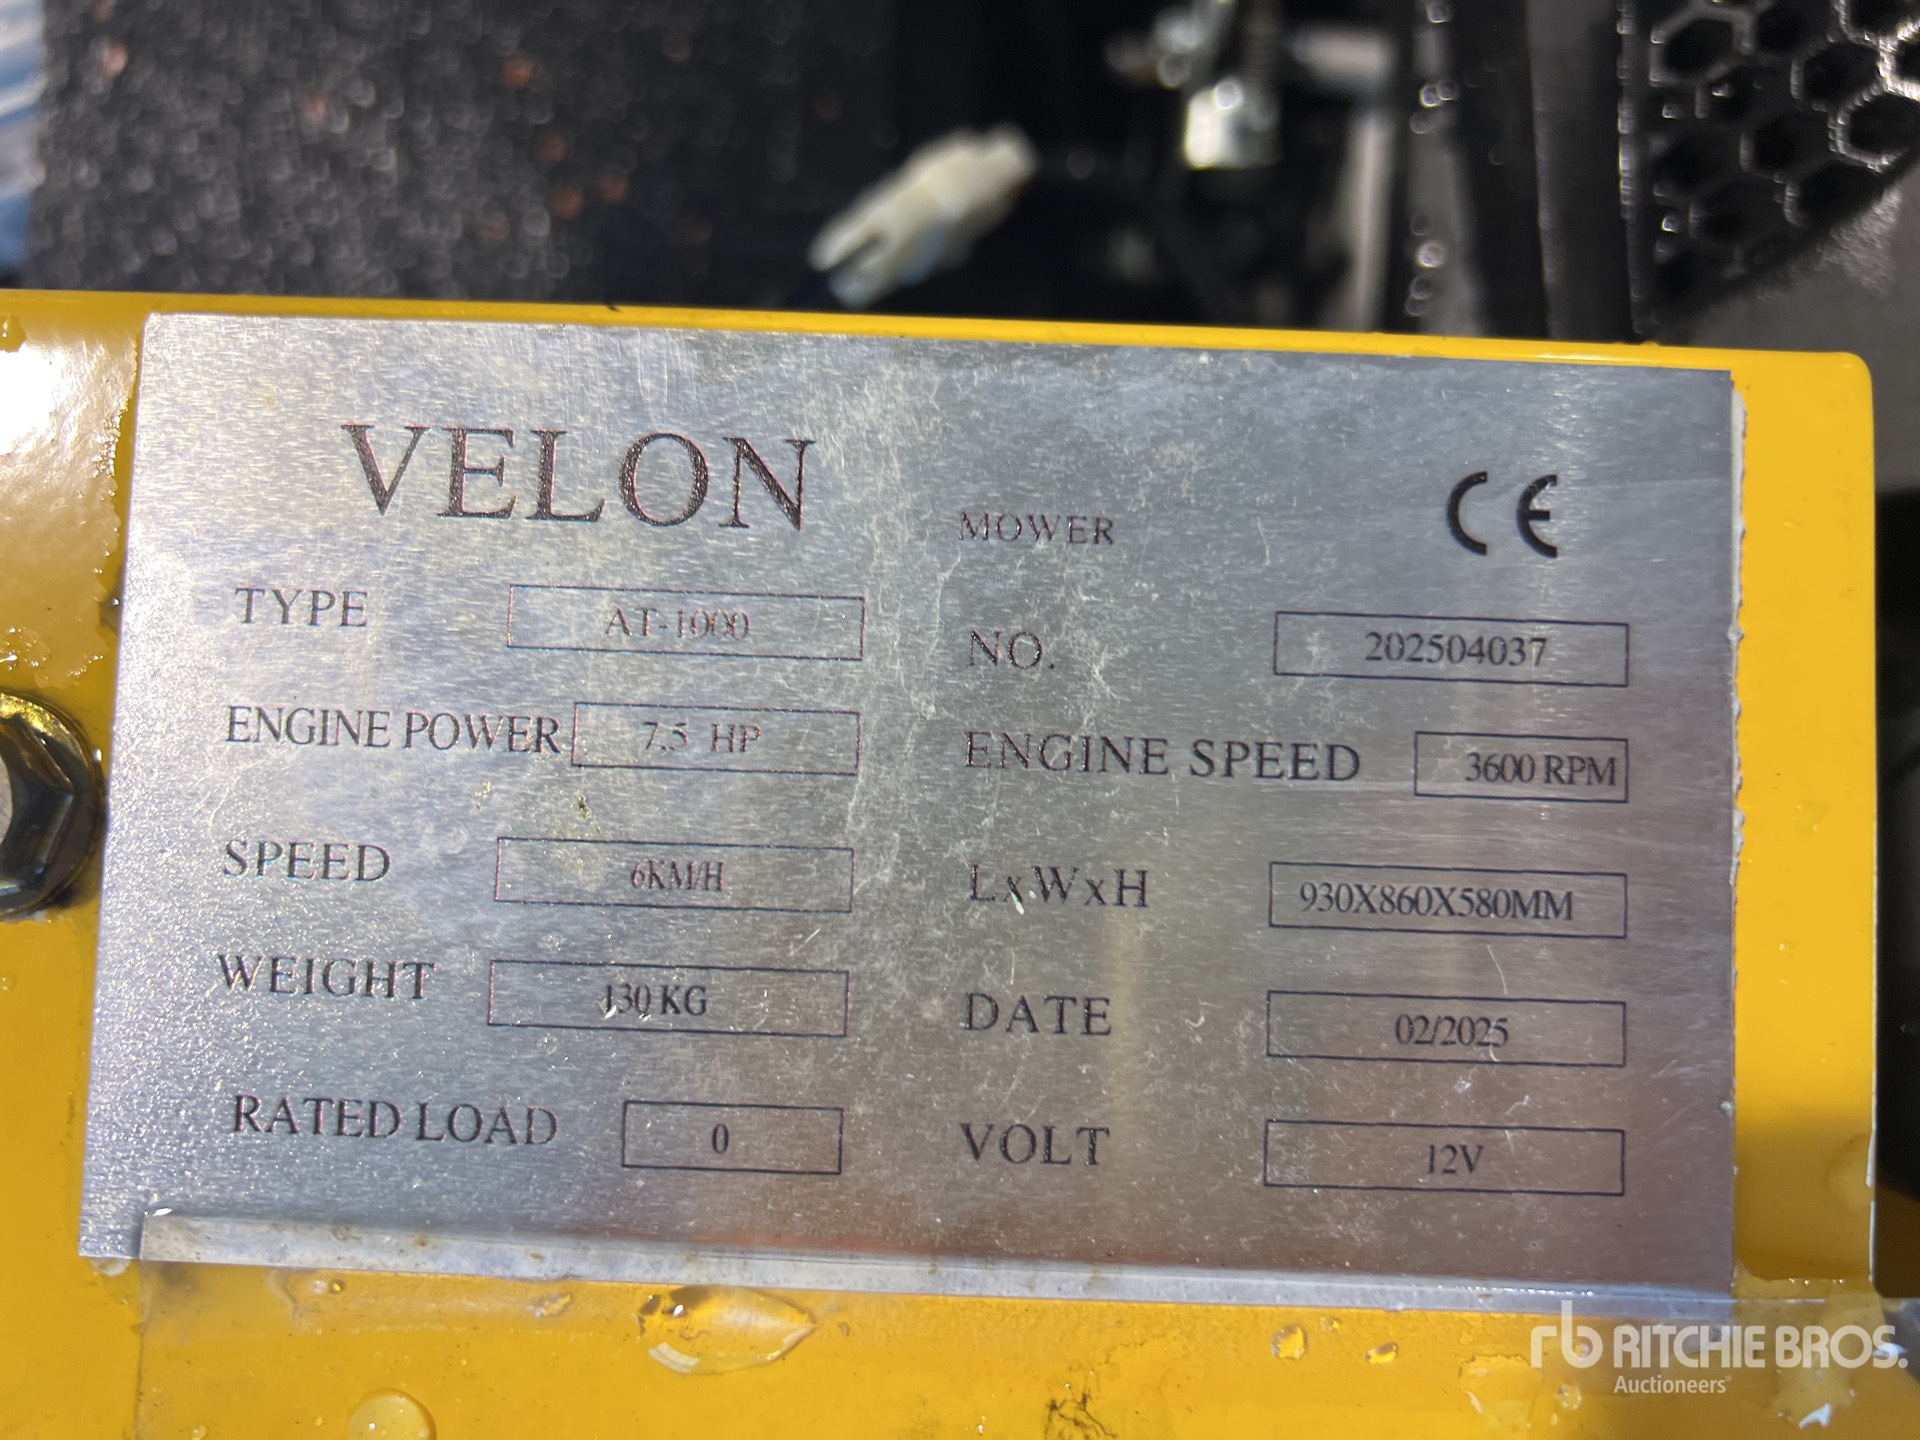 VELON MOWER CE
TYPE AT-1000 NO. 202504037
ENGINE POWER 7,5 HP ENGINE SPEED 3600 RPM
SPEED 6KM/H LxWxH 930X860X580MM
WEIGHT 130 KG DATE 02/2025
RATED LOAD 0 VOLT 12V
rb RITCHIE BROS.
Auctioneers